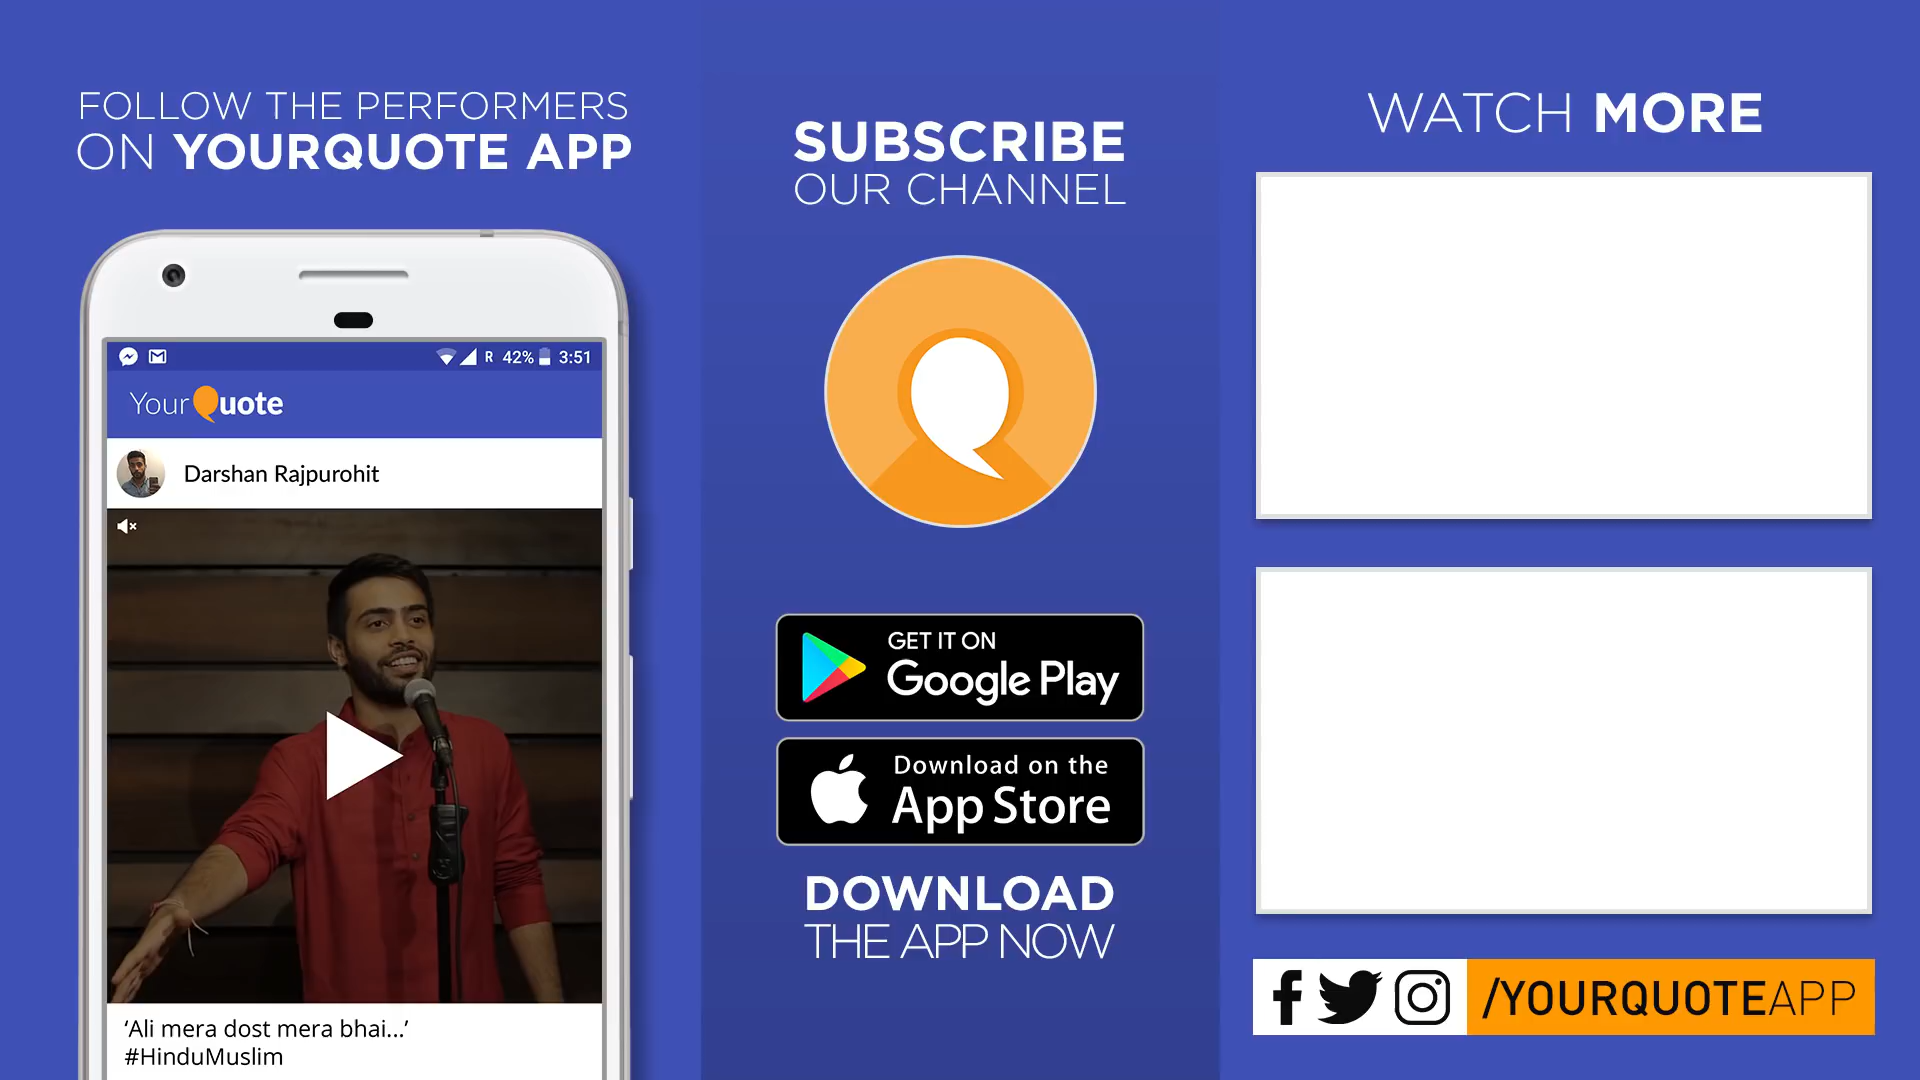 FOLLOW THE PERFORMERS
ON YOURQUOTE APP
R 42% 3:51
YourQuote
Darshan Rajpurohit
‘Ali mera dost mera bhai...’
#HinduMuslim
SUBSCRIBE
OUR CHANNEL
GET IT ON
Google Play
Download on the
App Store
DOWNLOAD
THE APP NOW
WATCH MORE
/YOURQUOTEAPP